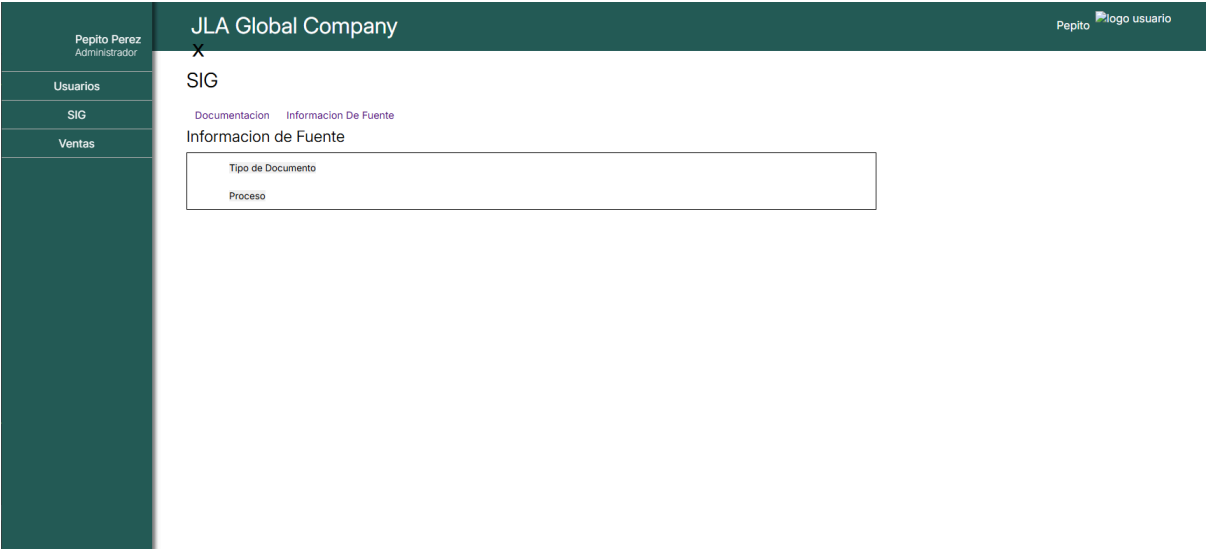 Pepito Perez
Administrador
Usuarios
SIG
Ventas
JLA Global Company
Pepito logo usuario
X
SIG
Documentacion Informacion De Fuente
Informacion de Fuente
Tipo de Documento
Proceso